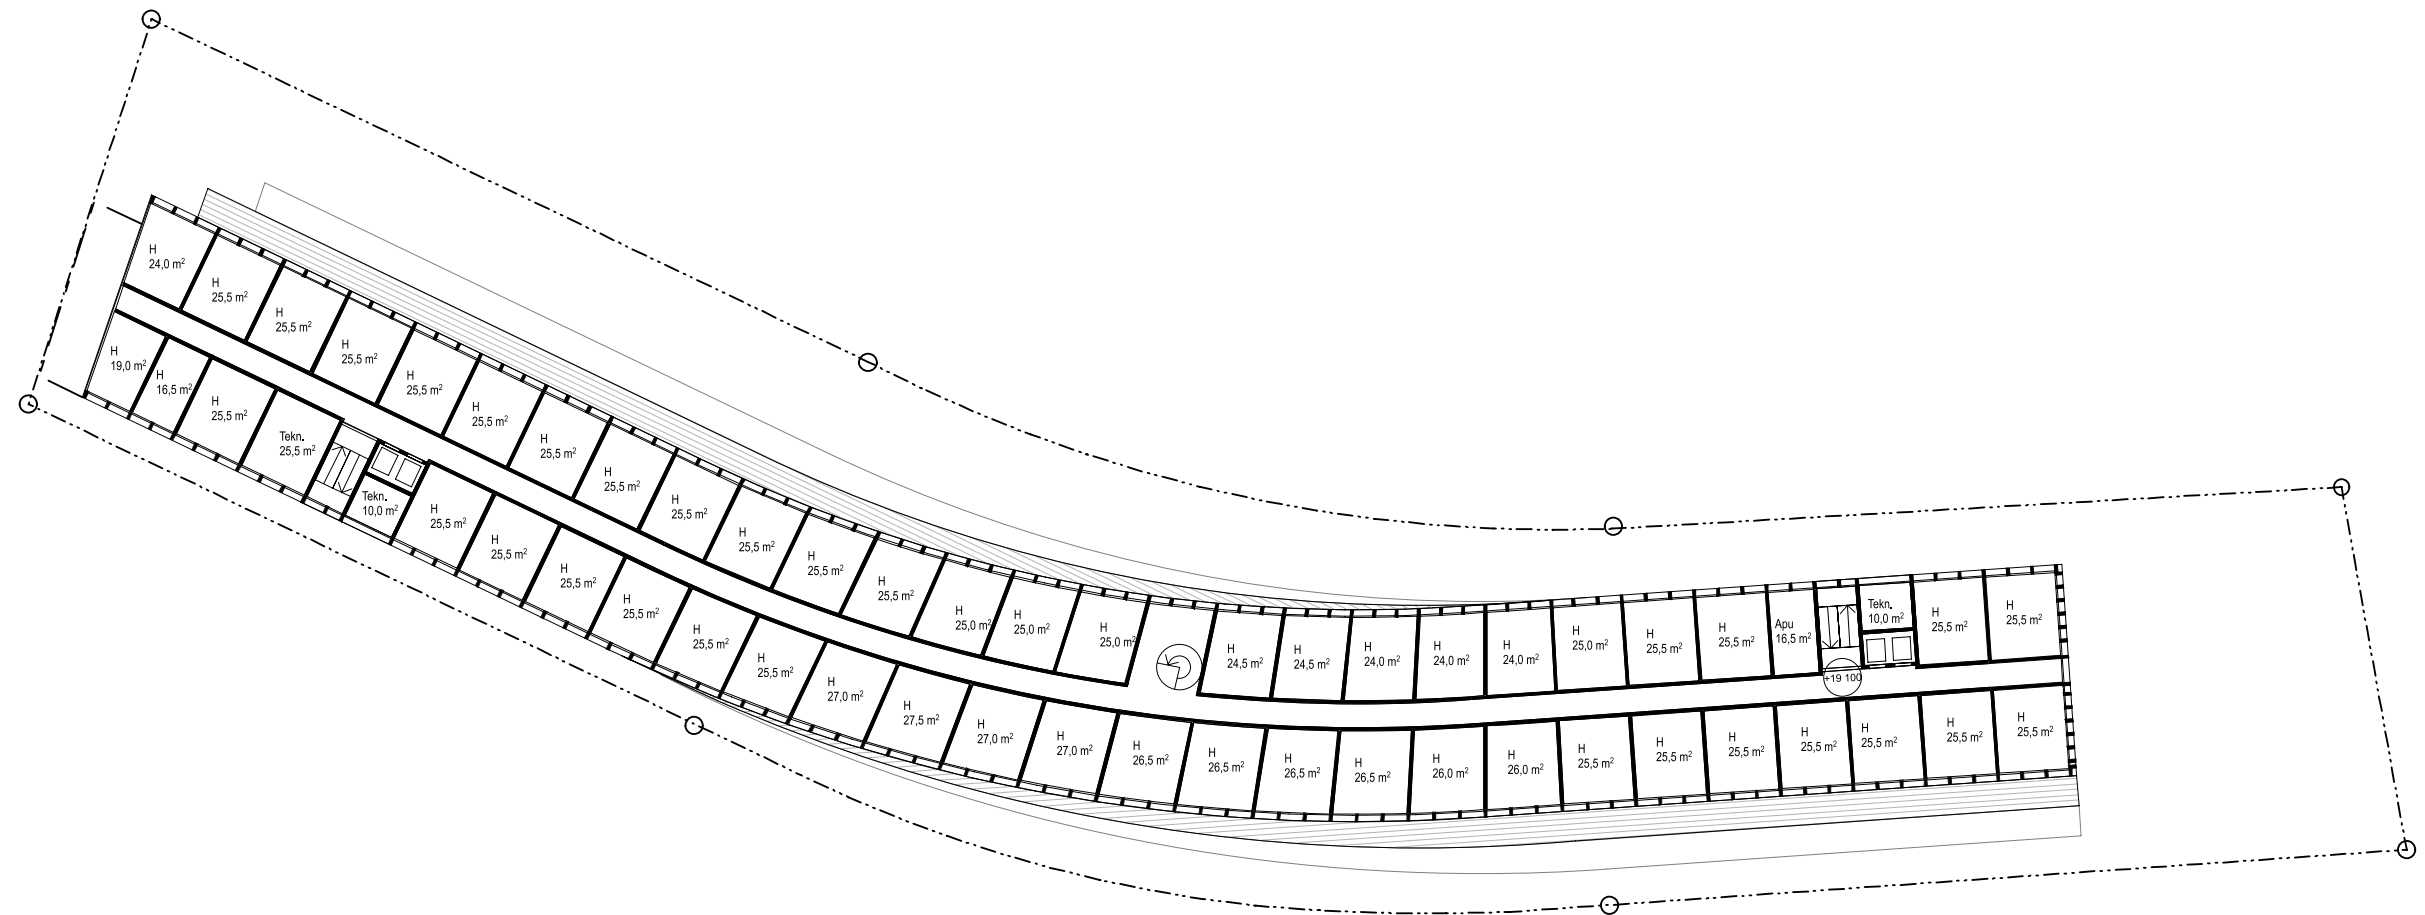 H
24,0 m²
H
25,5 m²
H
25,5 m²
H
25,5 m²
H
25,5 m²
H
25,5 m²
H
25,5 m²
H
25,5 m²
H
25,5 m²
H
25,5 m²
H
25,5 m²
H
25,5 m²
H
25,0 m²
H
25,0 m²
H
25,0 m²
H
24,5 m²
H
24,5 m²
H
24,0 m²
H
24,0 m²
H
24,0 m²
H
25,0 m²
H
25,5 m²
H
25,5 m²
Apu
16,5 m²
Tekn.
10,0 m²
H
25,5 m²
H
25,5 m²
+19 100
H
19,0 m²
H
16,5 m²
H
25,5 m²
Tekn.
25,5 m²
Tekn.
10,0 m²
H
25,5 m²
H
25,5 m²
H
25,5 m²
H
25,5 m²
H
25,5 m²
H
25,5 m²
H
27,0 m²
H
27,5 m²
H
27,0 m²
H
27,0 m²
H
26,5 m²
H
26,5 m²
H
26,5 m²
H
26,5 m²
H
26,0 m²
H
26,0 m²
H
25,5 m²
H
25,5 m²
H
25,5 m²
H
25,5 m²
H
25,5 m²
H
25,5 m²
H
25,5 m²